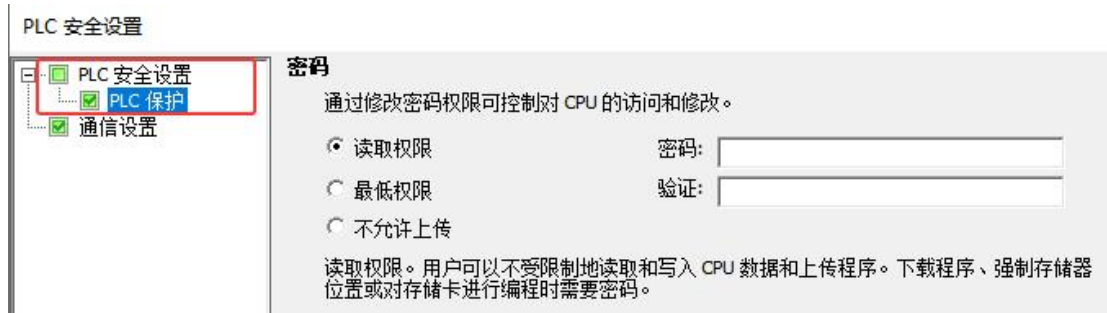 PLC 安全设置
PLC 安全设置
PLC 保护
通信设置
密码
通过修改密码权限可控制对 CPU 的访问和修改。
读取权限 密码:
最低权限 验证:
不允许上传
读取权限。用户可以不受限制地读取和写入 CPU 数据和上传程序。下载程序、强制存储器
位置或对存储卡进行编程时需要密码。